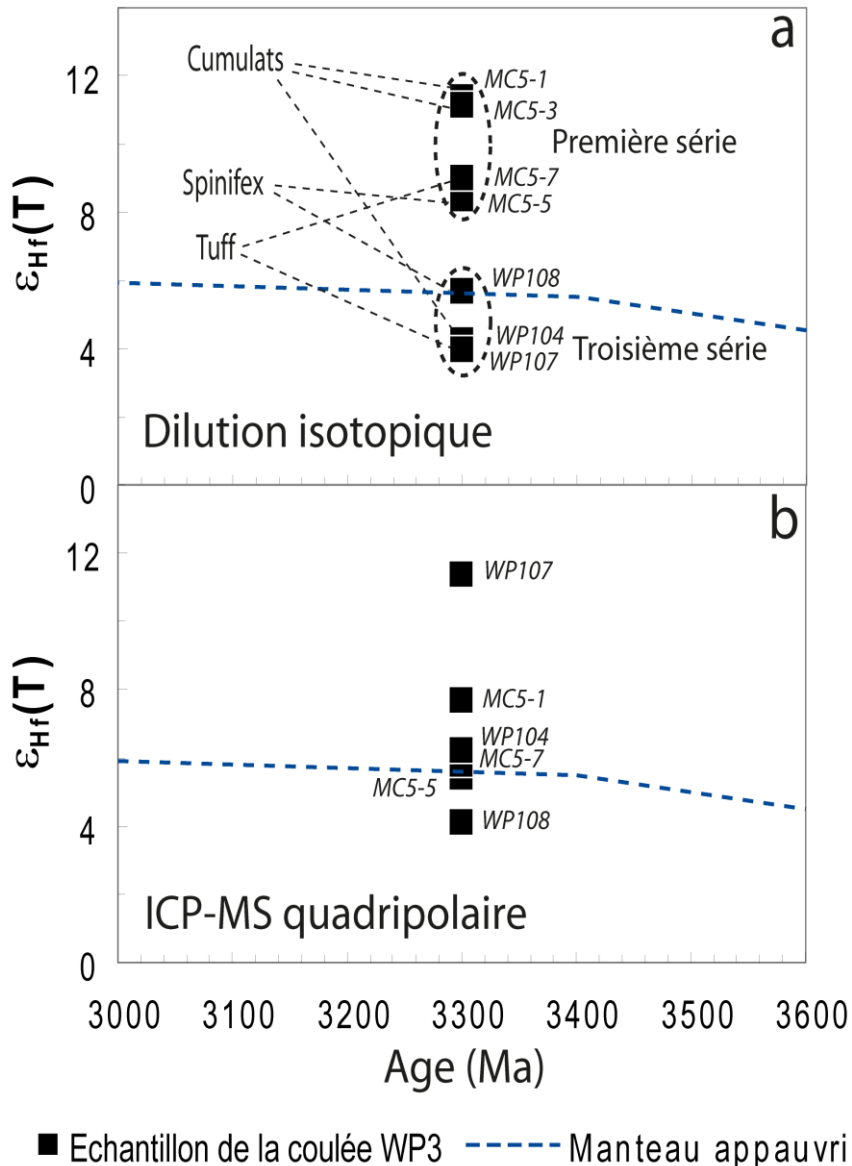 a
12
8
4
0
εHf(T)
Cumulats
Spinifex
Tuff
MC5-1
MC5-3
Première série
MC5-7
MC5-5
WP108
WP104
WP107
Troisième série
Dilution isotopique
b
12
8
4
0
εHf(T)
WP107
MC5-1
WP104
MC5-7
MC5-5
WP108
ICP-MS quadripolaire
3000 3100 3200 3300 3400 3500 3600
Age (Ma)
Echantillon de la coulée WP3 Manteau appauvri